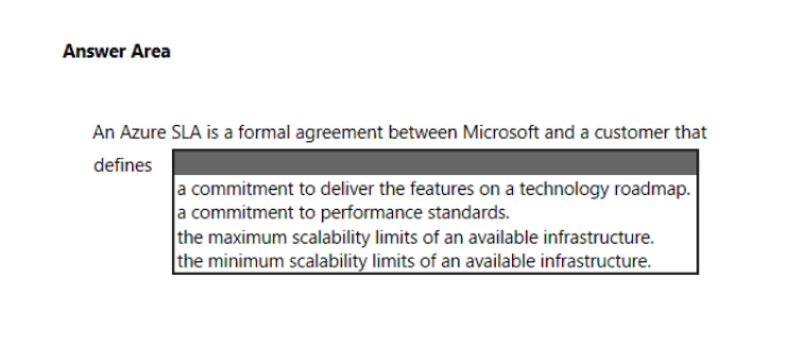 Answer Area
An Azure SLA is a formal agreement between Microsoft and a customer that
defines
a commitment to deliver the features on a technology roadmap.
a commitment to performance standards.
the maximum scalability limits of an available infrastructure.
the minimum scalability limits of an available infrastructure.